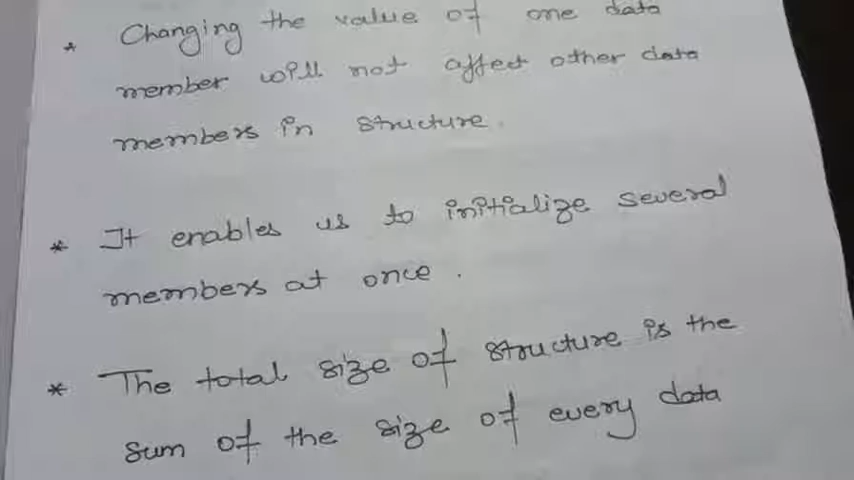 * Changing the value of one data
member will not affect other data
members in structure.
* It enables us to initialize several
members at once.
* The total size of structure is the
sum of the size of every data